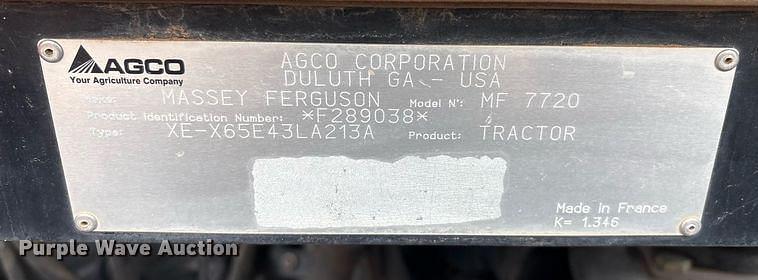 AGCO
Your Agriculture Company
AGCO CORPORATION
DULUTH GA - USA
Make: MASSEY FERGUSON Model N°: MF 7720
Product Identification Number: *F289038*
Type: XE-X65E43LA213A Product: TRACTOR
Made in France
K= 1.346
Purple Wave Auction